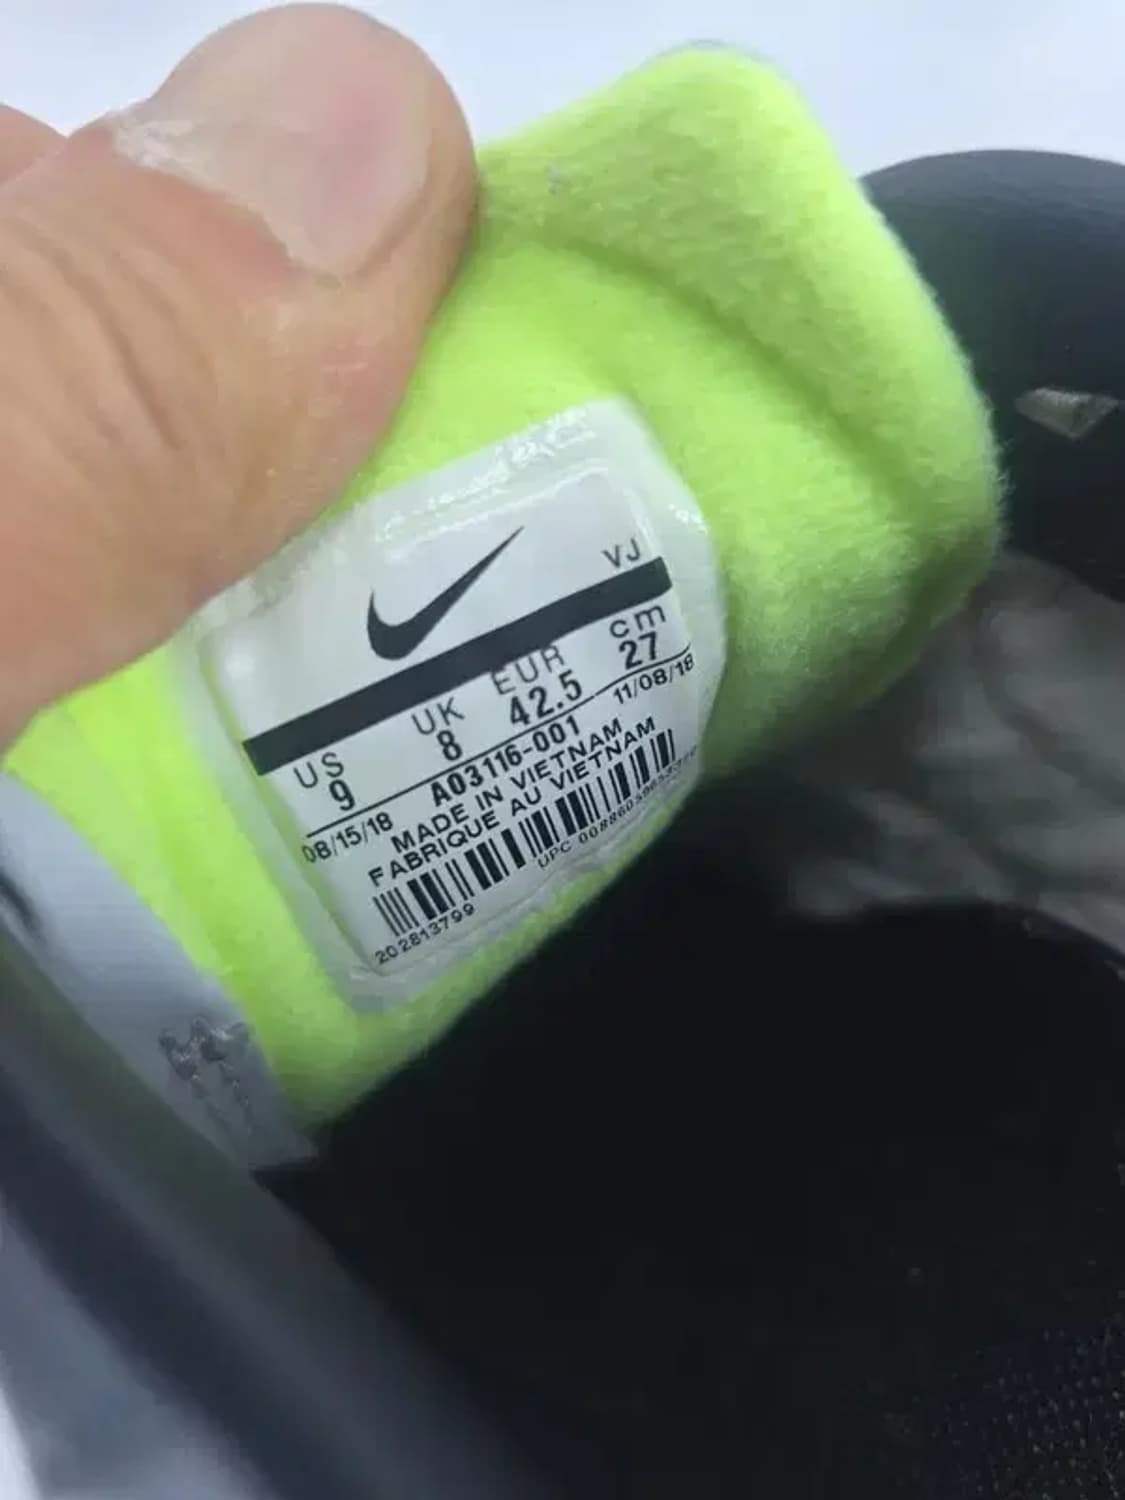 VJ
US UK EUR cm
9 8 42.5 27
A03116-001
08/15/18 11/08/18
MADE IN VIETNAM
FABRIQUE AU VIETNAM
UPC
202813799